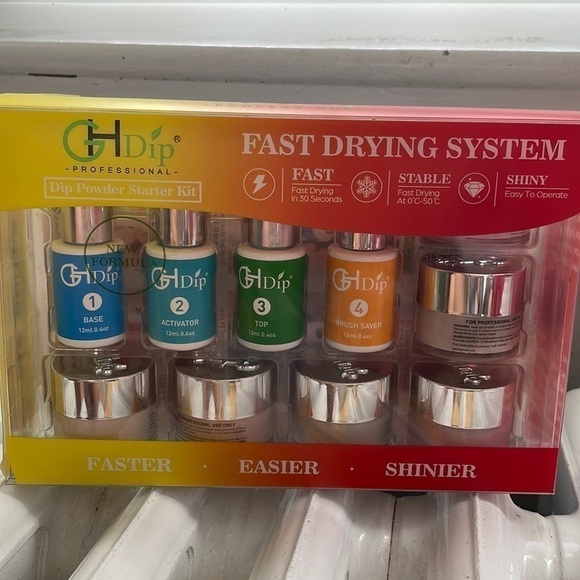 GHDip®
-PROFESSIONAL-
Dip Powder Starter Kit
FAST DRYING SYSTEM
FAST
Fast Drying
In 30 Seconds
STABLE
Fast Drying
At 0°C-50°C
SHINY
Easy To Operate
NEW
FORMULA
GHDip
1
BASE
12ml,0.4oz
GHDip
2
ACTIVATOR
12ml,0.4oz
GHDip
3
TOP
12ml,0.4oz
GHDip
4
BRUSH SAVER
12ml,0.4oz
FOR PROFESSIONAL USE
PROFESSIONAL USE ONLY
FASTER · EASIER · SHINIER